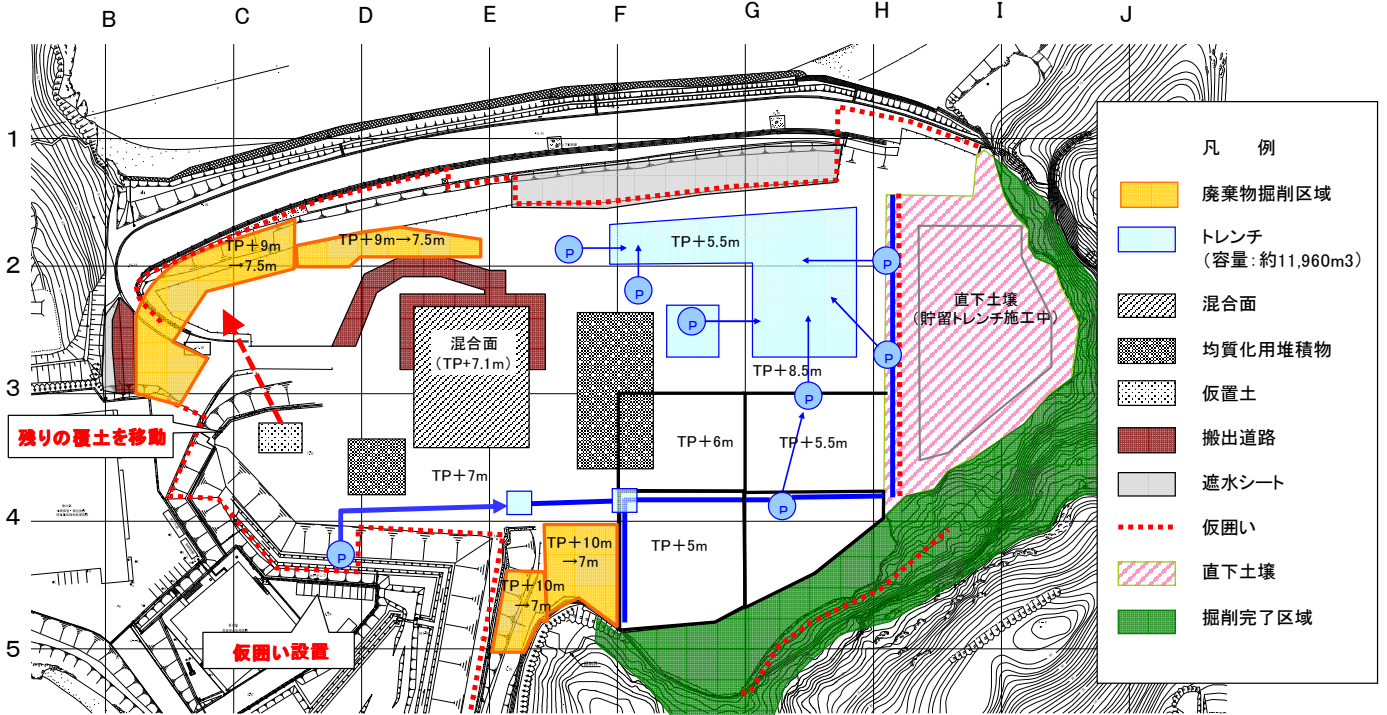 B C D E F G H I J
1
2
3
4
5
TP+9m
→7.5m
TP+9m→7.5m
TP+5.5m
P
P
P
P
P
P
P
P
混合面
(TP+7.1m)
直下土壌
(貯留トレンチ施工中)
TP+8.5m
残りの覆土を移動
TP+6m
TP+5.5m
TP+7m
TP+10m
→7m
TP+10m
→7m
TP+5m
仮囲い設置
凡 例
廃棄物掘削区域
トレンチ
(容量:約11,960m3)
混合面
均質化用堆積物
仮置土
搬出道路
遮水シート
仮囲い
直下土壌
掘削完了区域